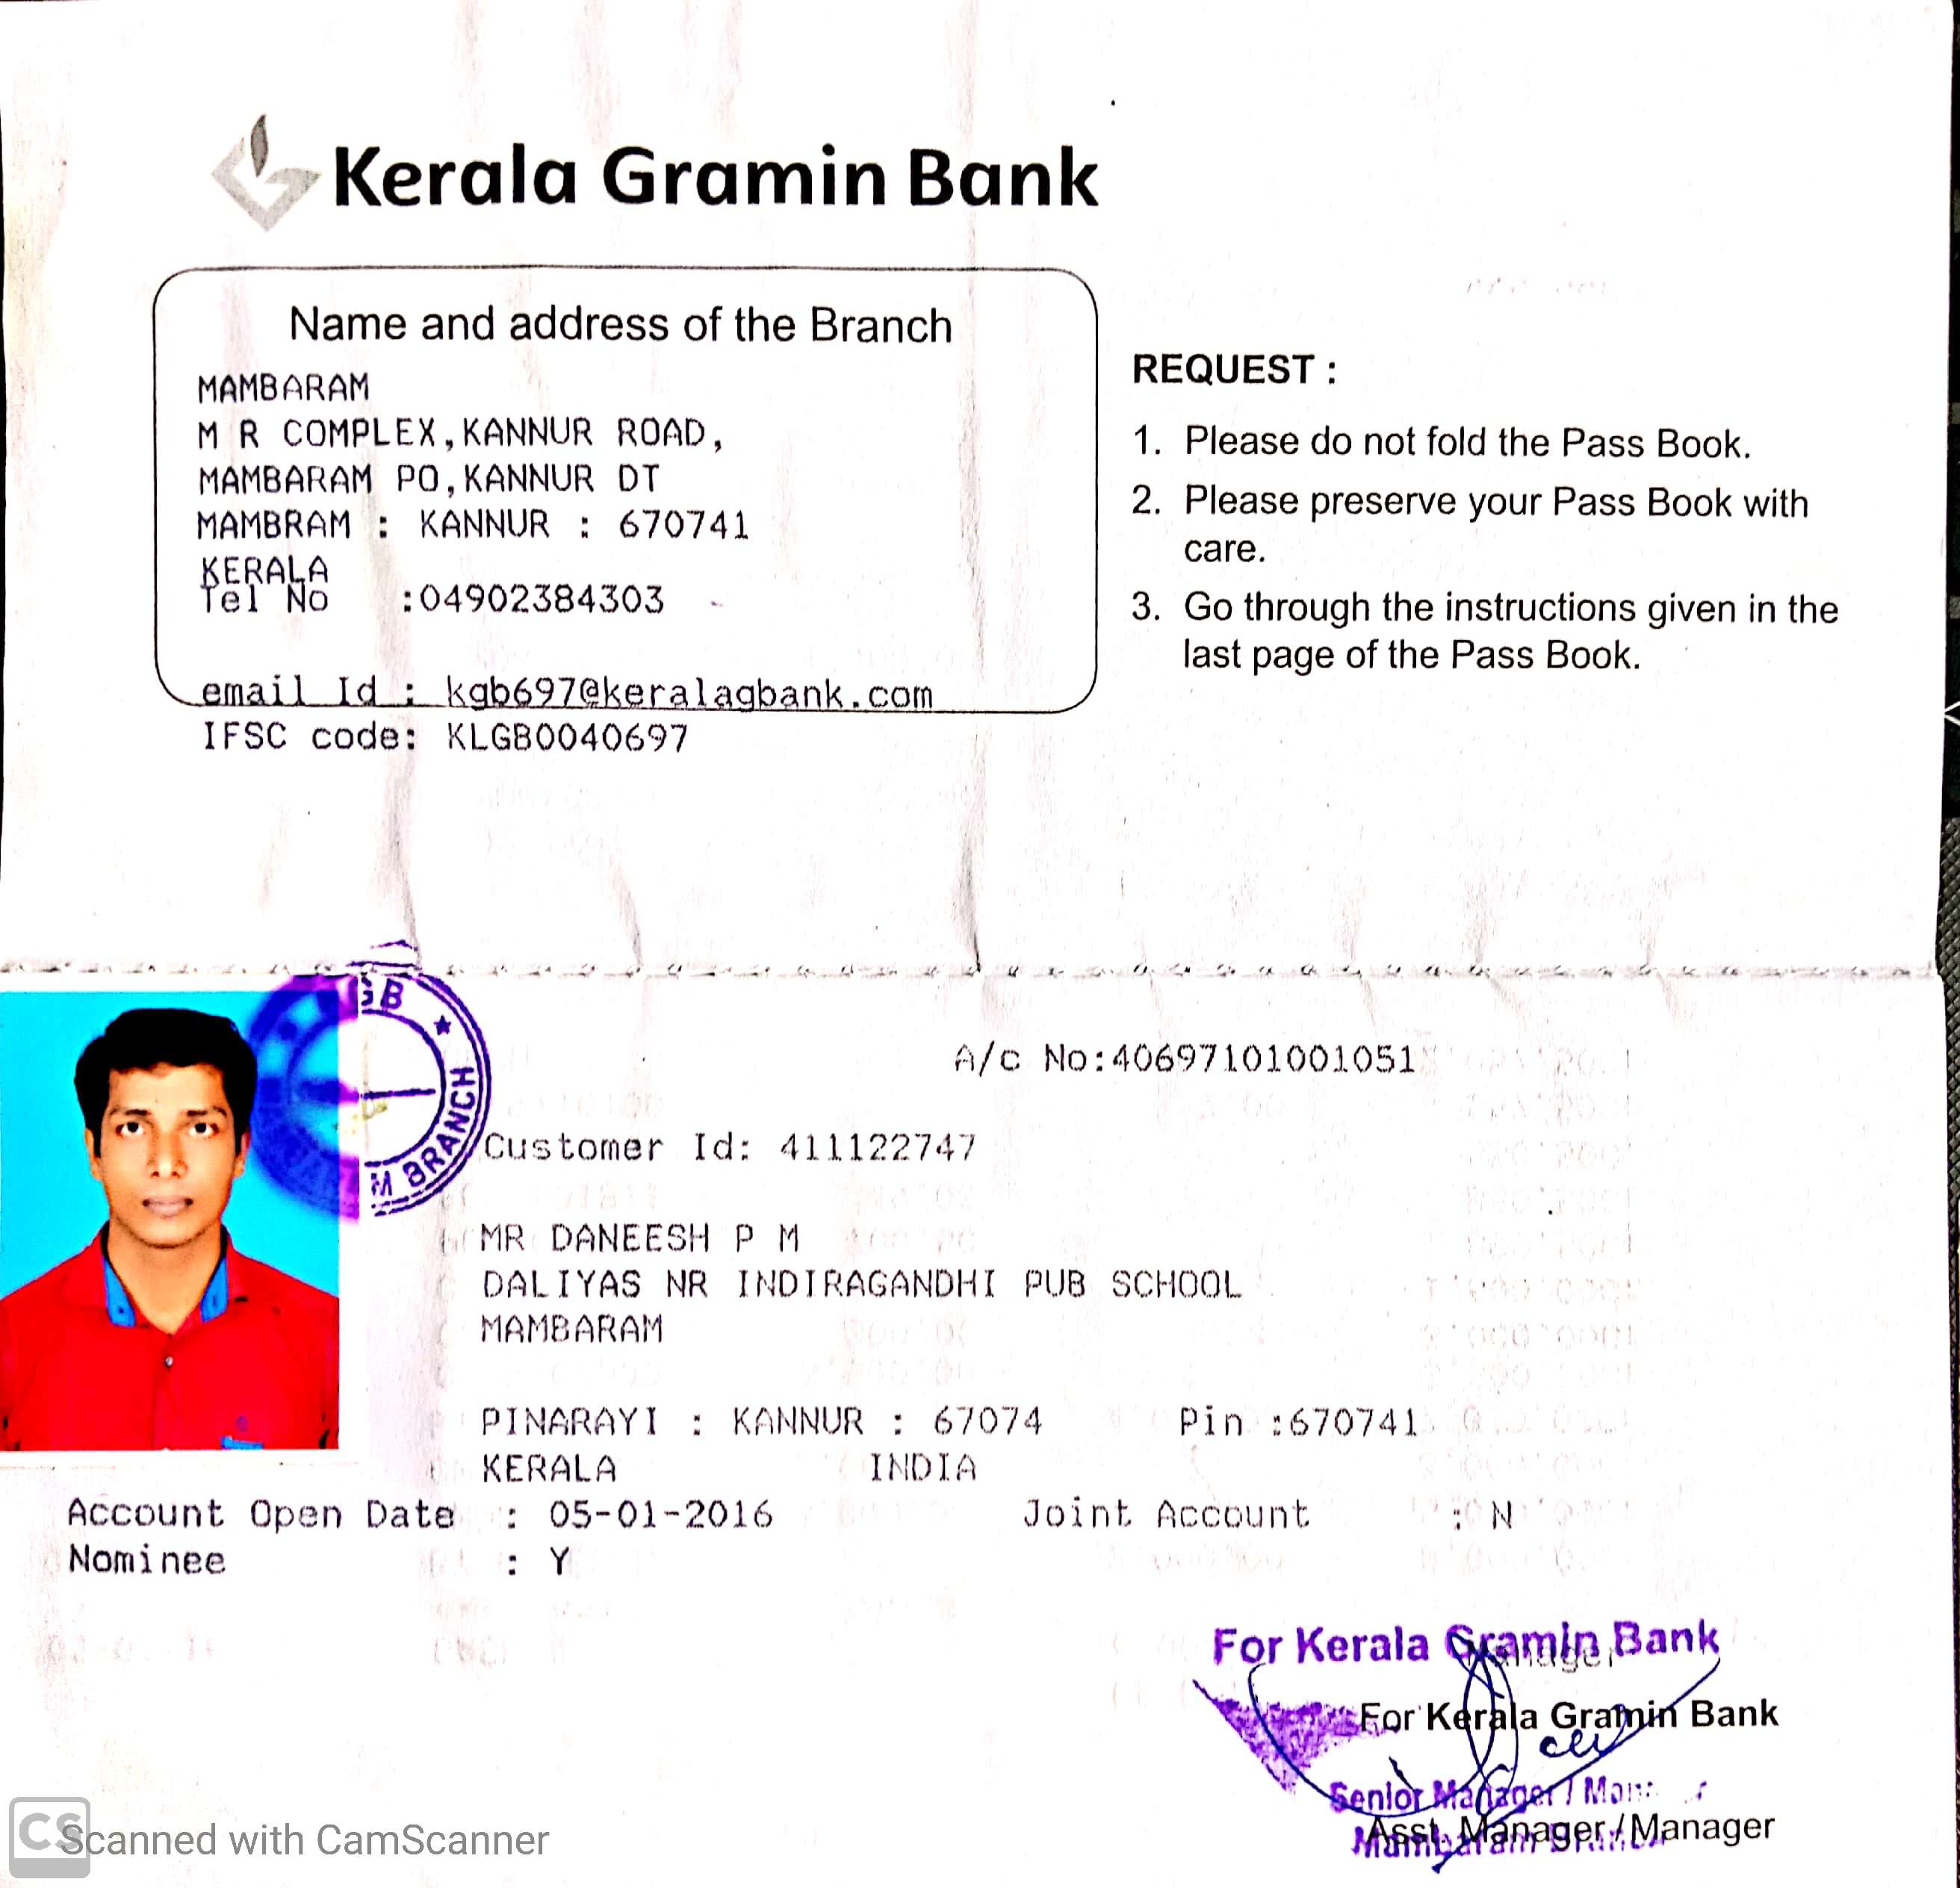 Kerala Gramin Bank
Name and address of the Branch
MAMBARAM
M R COMPLEX,KANNUR ROAD,
MAMBARAM PO,KANNUR DT
MAMBRAM : KANNUR : 670741
KERALA
Tel No :04902384303
email Id : kgb697@keralagbank.com
IFSC code: KLGB0040697
REQUEST :
1. Please do not fold the Pass Book.
2. Please preserve your Pass Book with
care.
3. Go through the instructions given in the
last page of the Pass Book.
GB
M BRANCH
A/c No:40697101001051
Customer Id: 411122747
MR DANEESH P M
DALIYAS NR INDIRAGANDHI PUB SCHOOL
MAMBARAM
PINARAYI : KANNUR : 67074 Pin :670741
KERALA INDIA
Account Open Date : 05-01-2016 Joint Account : N
Nominee : Y
For Kerala Gramin Bank
Manager
For Kerala Gramin Bank
Senior Manager /
Asst. Manager / Manager
Mambaram Branch
CS
Scanned with CamScanner